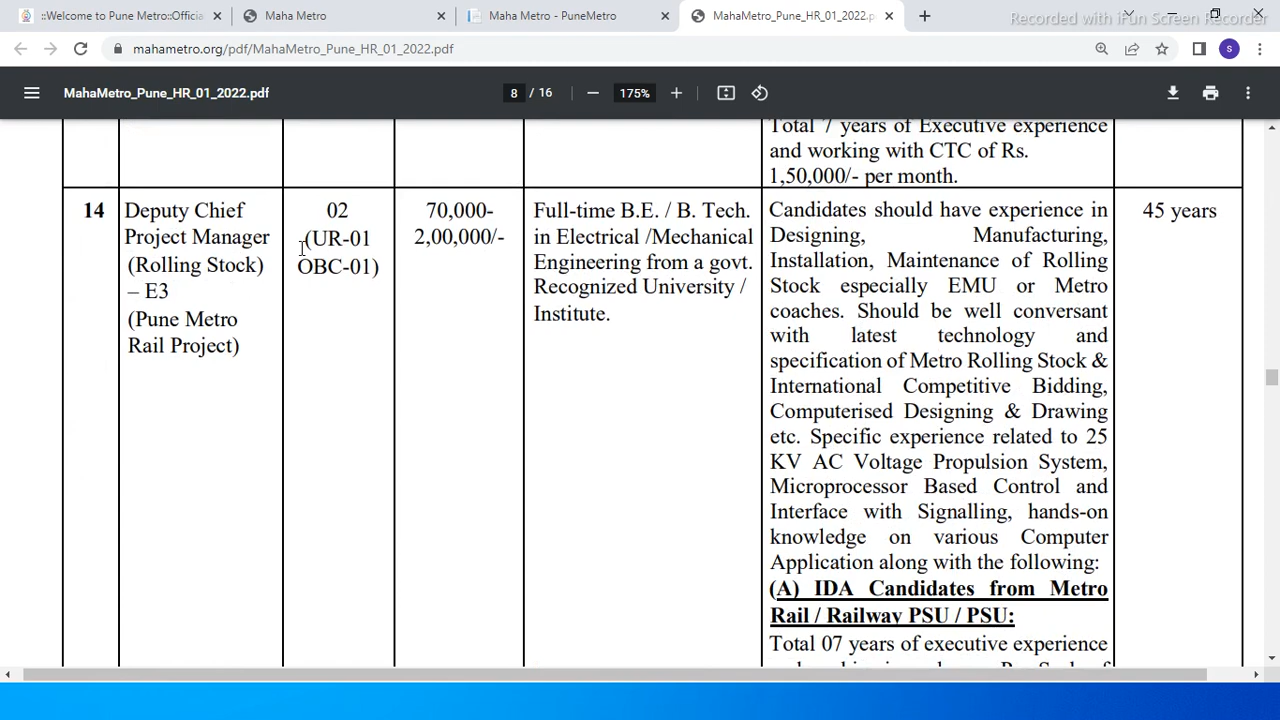 ::Welcome to Pune Metro::Officia
Maha Metro
Maha Metro - PuneMetro
MahaMetro_Pune_HR_01_2022.p
Recorded with iFun Screen Recorder
mahametro.org/pdf/MahaMetro_Pune_HR_01_2022.pdf
S
MahaMetro_Pune_HR_01_2022.pdf
8 / 16
175%
Total 7 years of Executive experience
and working with CTC of Rs.
1,50,000/- per month.
14
Deputy Chief
Project Manager
(Rolling Stock)
– E3
(Pune Metro
Rail Project)
02
(UR-01
OBC-01)
70,000-
2,00,000/-
Full-time B.E. / B. Tech.
in Electrical /Mechanical
Engineering from a govt.
Recognized University /
Institute.
Candidates should have experience in
Designing, Manufacturing,
Installation, Maintenance of Rolling
Stock especially EMU or Metro
coaches. Should be well conversant
with latest technology and
specification of Metro Rolling Stock &
International Competitive Bidding,
Computerised Designing & Drawing
etc. Specific experience related to 25
KV AC Voltage Propulsion System,
Microprocessor Based Control and
Interface with Signalling, hands-on
knowledge on various Computer
Application along with the following:
(A) IDA Candidates from Metro
Rail / Railway PSU / PSU:
Total 07 years of executive experience
45 years